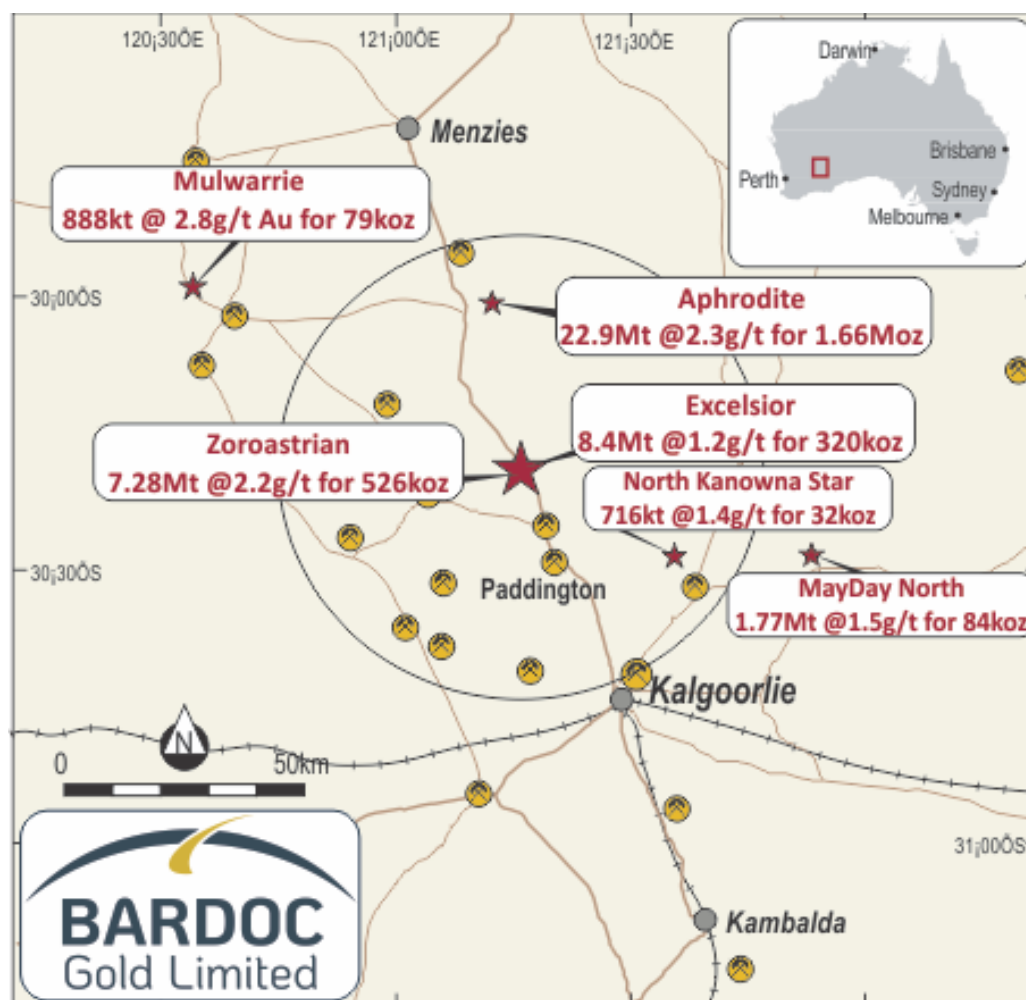 120¡30ÕE
121¡00ÕE
121¡30ÕE
Darwin
Brisbane
Perth
Sydney
Melbourne
Menzies
Mulwarrie
888kt @ 2.8g/t Au for 79koz
30¡00ÕS
Aphrodite
22.9Mt @2.3g/t for 1.66Moz
Excelsior
8.4Mt @1.2g/t for 320koz
Zoroastrian
7.28Mt @2.2g/t for 526koz
North Kanowna Star
716kt @1.4g/t for 32koz
30¡30ÕS
Paddington
MayDay North
1.77Mt @1.5g/t for 84koz
Kalgoorlie
N
0 50km
31¡00ÕS
BARDOC
Gold Limited
Kambalda